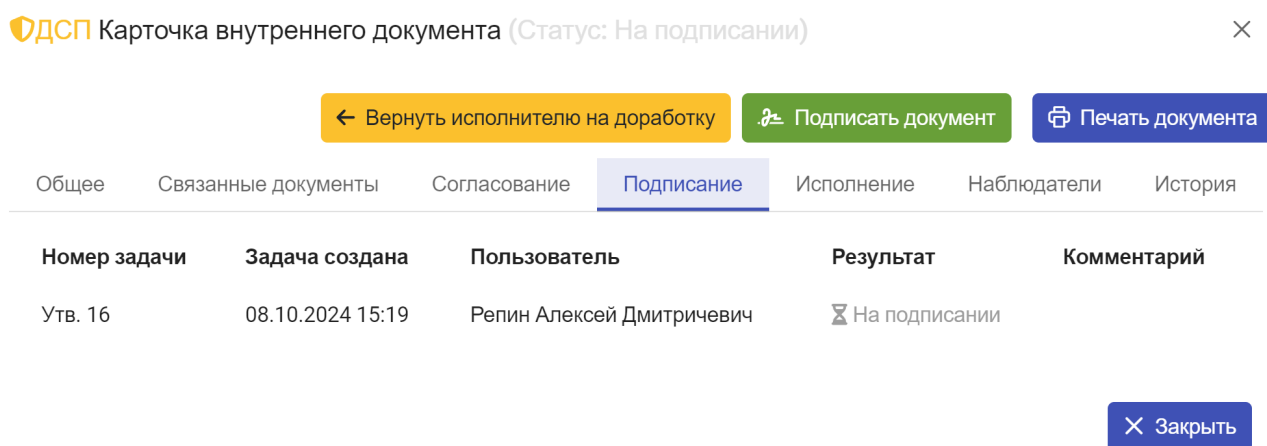 ДСП Карточка внутреннего документа (Статус: На подписании)
Вернуть исполнителю на доработку Подписать документ Печать документа
Общее Связанные документы Согласование Подписание Исполнение Наблюдатели История
Номер задачи Задача создана Пользователь Результат Комментарий
Утв. 16 08.10.2024 15:19 Репин Алексей Дмитричевич На подписании
Закрыть